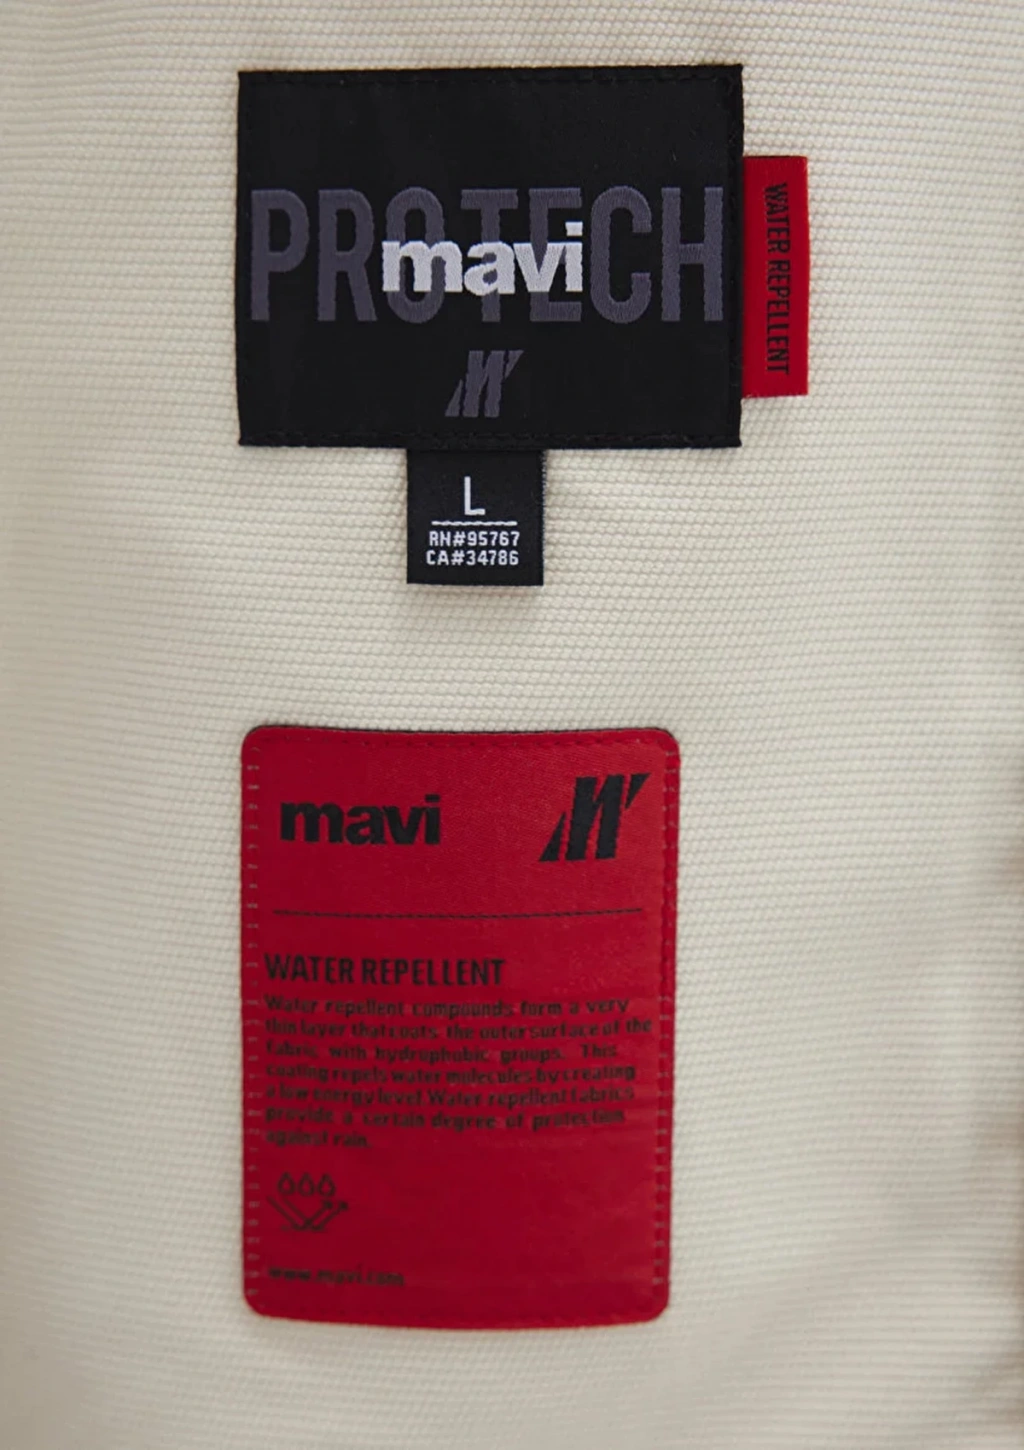 PROTECH
mavi
WATER REPELLENT
L
RN#95767
CA#34786
mavi
WATER REPELLENT
Water repellent compounds form a very
thin layer that coats the outer surface of the
fabric with hydrophobic groups. This
coating repels water molecules by creating
a low energy level. Water repellent fabrics
provide a certain degree of protection
against rain.
www.mavi.com